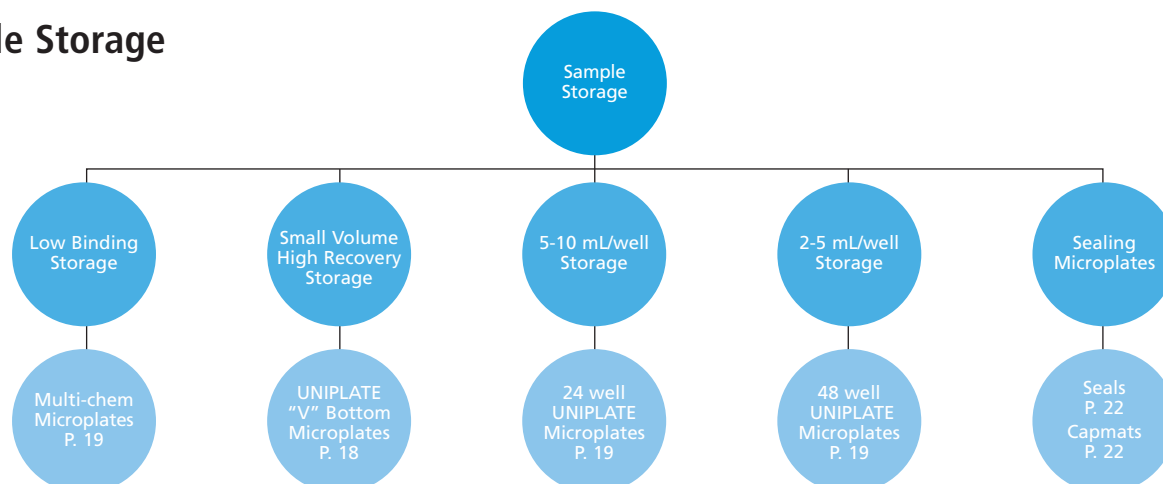 le Storage
Sample
Storage
Low Binding
Storage
Small Volume
High Recovery
Storage
5-10 mL/well
Storage
2-5 mL/well
Storage
Sealing
Microplates
Multi-chem
Microplates
P. 19
UNIPLATE
“V” Bottom
Microplates
P. 18
24 well
UNIPLATE
Microplates
P. 19
48 well
UNIPLATE
Microplates
P. 19
Seals
P. 22
Capmats
P. 22